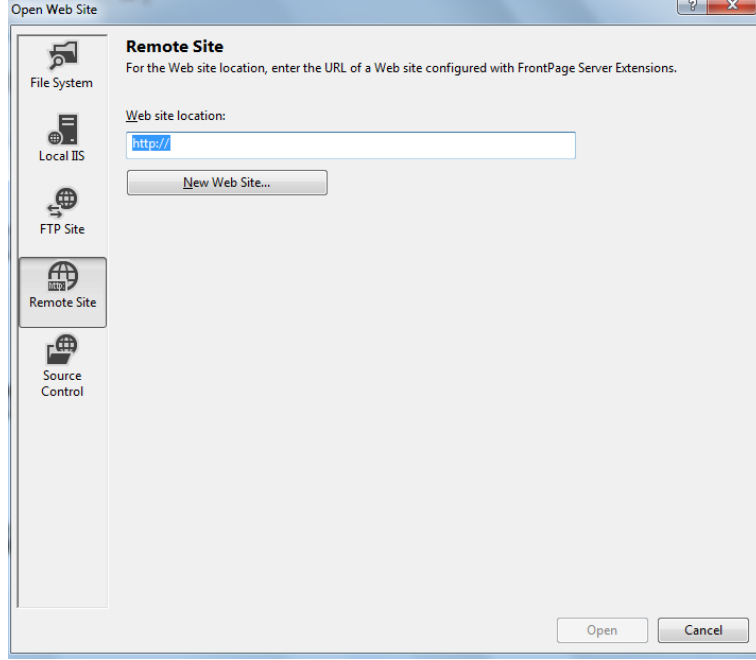 Open Web Site
File System
Local IIS
FTP Site
http:
Remote Site
Source
Control
Remote Site
For the Web site location, enter the URL of a Web site configured with FrontPage Server Extensions.
Web site location:
http://
New Web Site...
Open
Cancel